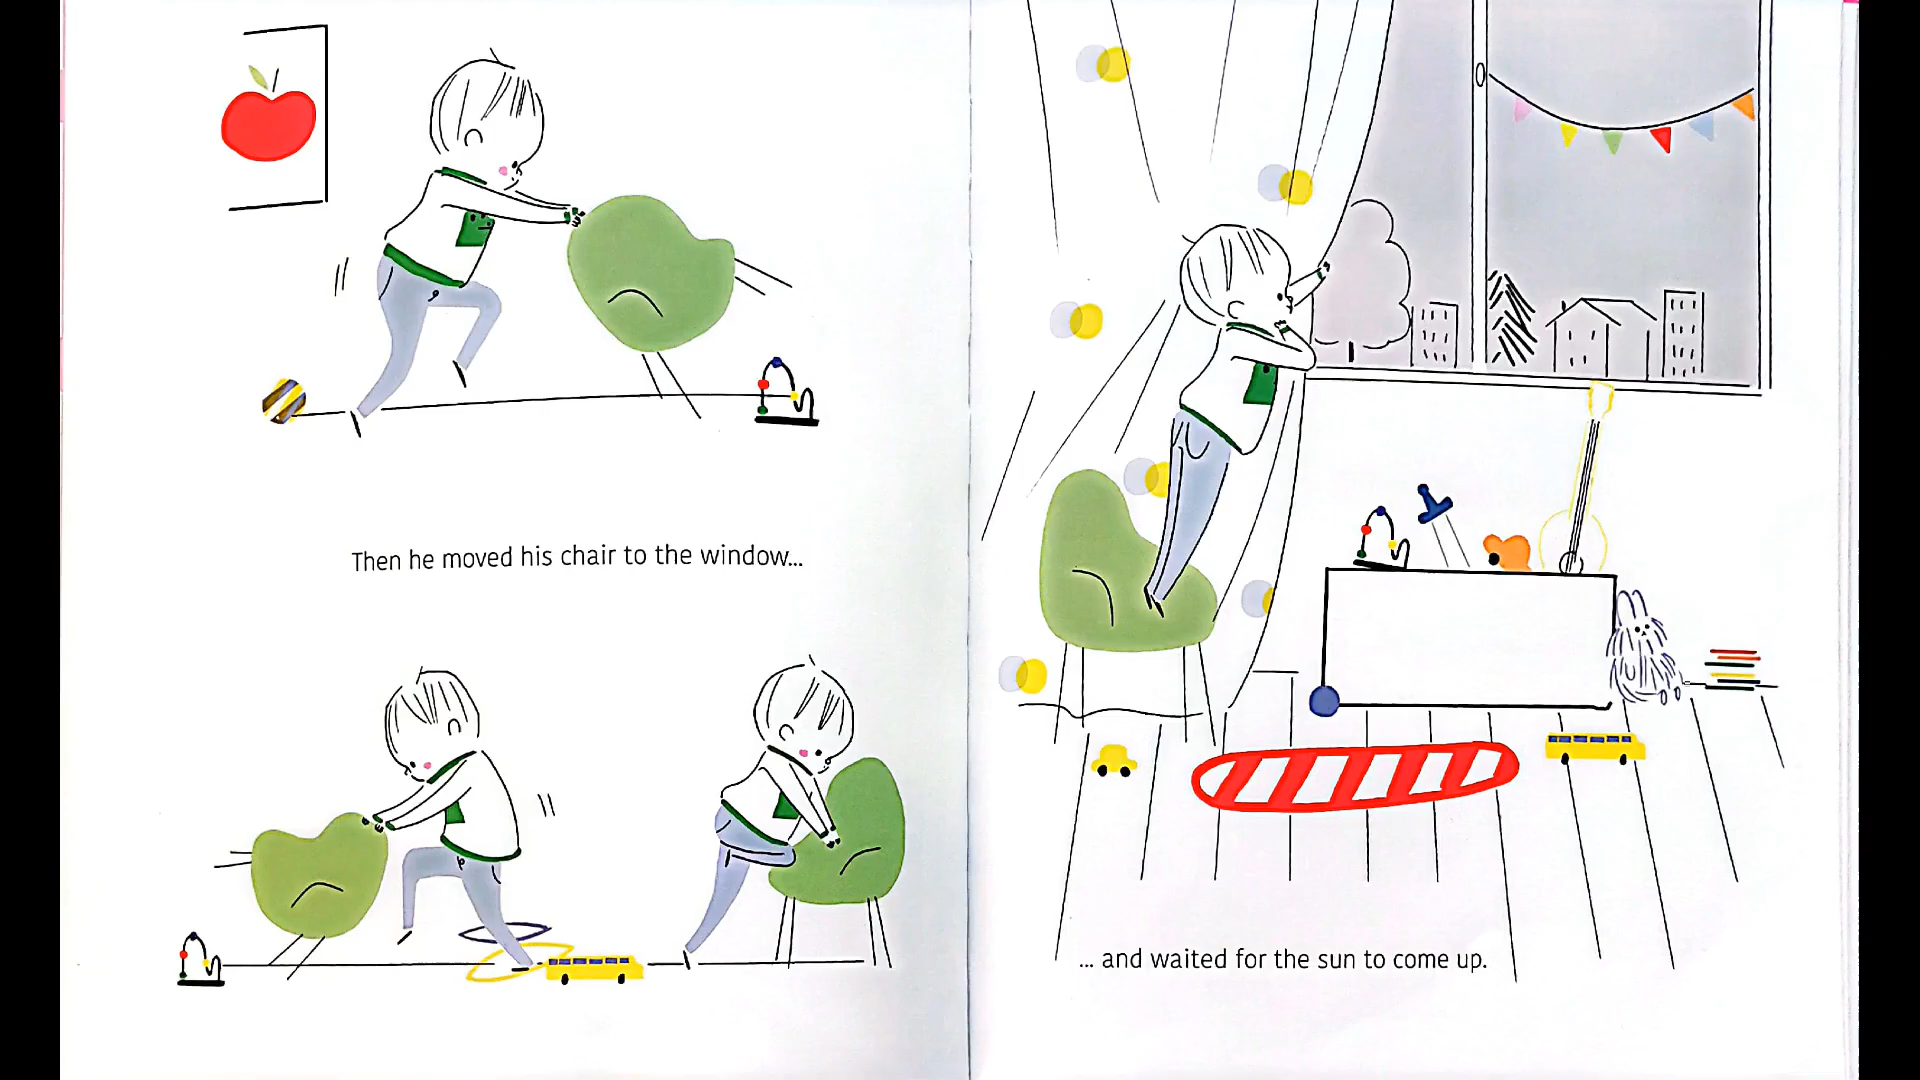 Then he moved his chair to the window...
... and waited for the sun to come up.